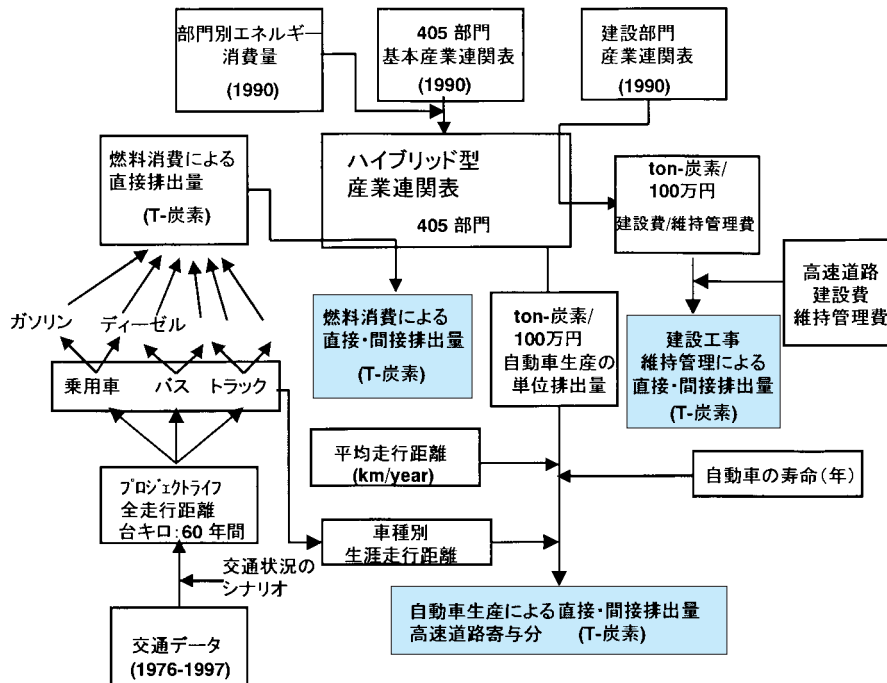 部門別エネルギー
消費量
(1990)
405 部門
基本産業連関表
(1990)
建設部門
産業連関表
(1990)
燃料消費による
直接排出量
(T-炭素)
ハイブリッド型
産業連関表
405 部門
ton-炭素/
100万円
建設費/維持管理費
高速道路
建設費
維持管理費
ガソリン
ディーゼル
燃料消費による
直接・間接排出量
(T-炭素)
ton-炭素/
100万円
自動車生産の
単位排出量
建設工事
維持管理による
直接・間接排出量
(T-炭素)
乗用車
バス
トラック
平均走行距離
(km/year)
自動車の寿命(年)
プロジェクトライフ
全走行距離
台キロ:60 年間
車種別
生涯走行距離
交通状況の
シナリオ
交通データ
(1976-1997)
自動車生産による直接・間接排出量
高速道路寄与分 (T-炭素)